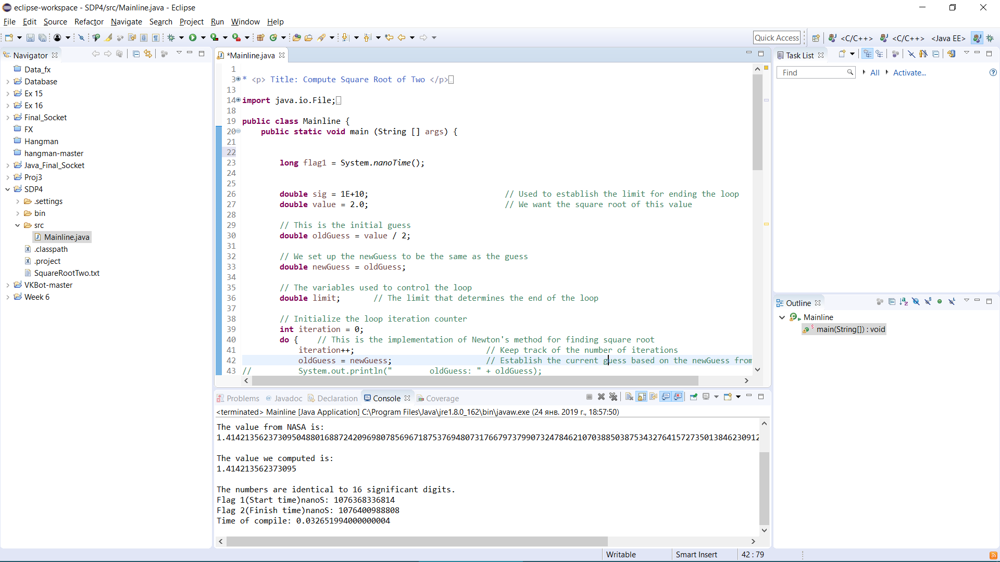 eclipse-workspace - SDP4/src/Mainline.java - Eclipse
File Edit Source Refactor Navigate Search Project Run Window Help
Quick Access <C/C++> <C/C++> <Java EE>
Navigator
Data_fx
Database
Ex 15
Ex 16
Final_Socket
FX
Hangman
hangman-master
Java_Final_Socket
Proj3
SDP4
.settings
bin
src
Mainline.java
.classpath
.project
SquareRootTwo.txt
VKBot-master
Week 6
*Mainline.java
1
3 * <p> Title: Compute Square Root of Two </p>
13
14 import java.io.File;
18
19 public class Mainline {
20 public static void main (String [] args) {
21
22
23 long flag1 = System.nanoTime();
24
25
26 double sig = 1E+10; // Used to establish the limit for ending the loop
27 double value = 2.0; // We want the square root of this value
28
29 // This is the initial guess
30 double oldGuess = value / 2;
31
32 // We set up the newGuess to be the same as the guess
33 double newGuess = oldGuess;
34
35 // The variables used to control the loop
36 double limit; // The limit that determines the end of the loop
37
38 // Initialize the loop iteration counter
39 int iteration = 0;
40 do { // This is the implementation of Newton's method for finding square root
41 iteration++; // Keep track of the number of iterations
42 oldGuess = newGuess; // Establish the current guess based on the newGuess from
43 // System.out.println(" oldGuess: " + oldGuess);
Problems Javadoc Declaration Console Coverage
<terminated> Mainline [Java Application] C:\Program Files\Java\jre1.8.0_162\bin\javaw.exe (24 янв. 2019 г., 18:57:50)
The value from NASA is:
1.414213562373095048801688724209698078569671875376948073176679737990732478462107038850387534327641572735013846230912
The value we computed is:
1.414213562373095
The numbers are identical to 16 significant digits.
Flag 1(Start time)nanoS: 1076368336814
Flag 2(Finish time)nanoS: 1076400988808
Time of compile: 0.032651994000000004
Task List
Find All Activate...
Outline
Mainline
main(String[]) : void
Writable Smart Insert 42 : 79